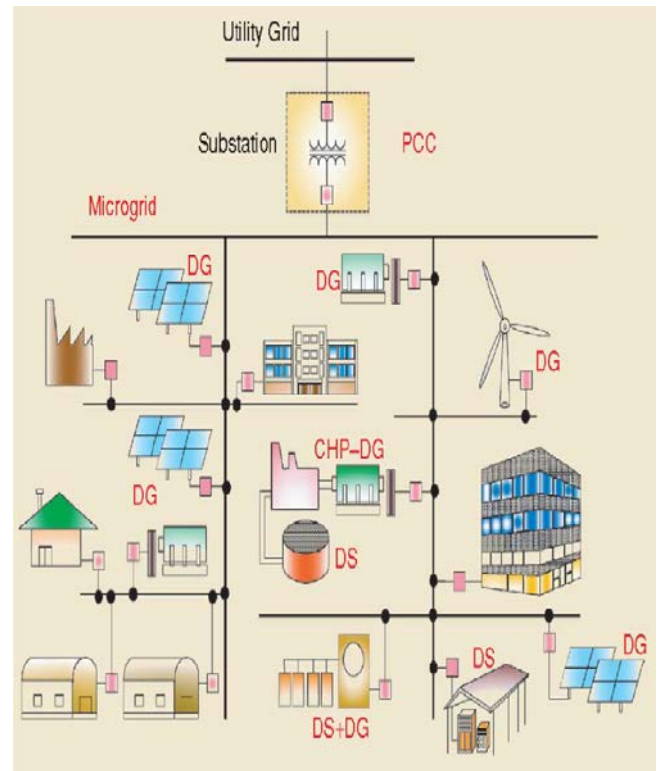 Utility Grid
Substation
PCC
Microgrid
DG
DG
DG
CHP–DG
DG
DS
DG
DS
DS+DG